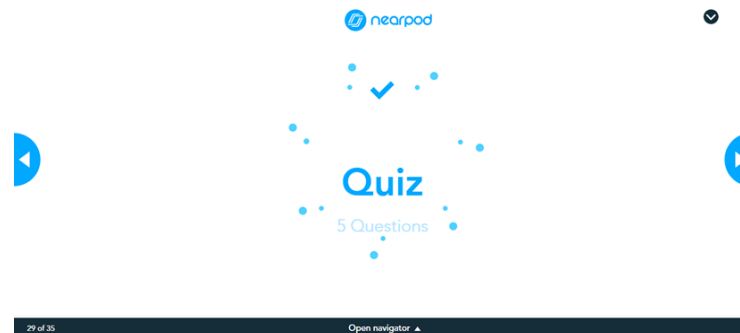 nearpod
Quiz
5 Questions
29 of 35
Open navigator